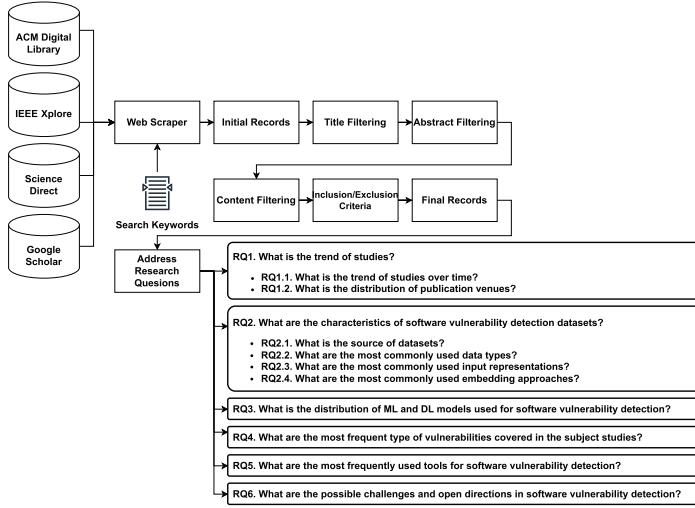 ACM Digital
Library
IEEE Xplore
Science
Direct
Google
Scholar
Web Scraper
Initial Records
Title Filtering
Abstract Filtering
Search Keywords
Content Filtering
Inclusion/Exclusion
Criteria
Final Records
Address
Research
Quesions
RQ1. What is the trend of studies?
• RQ1.1. What is the trend of studies over time?
• RQ1.2. What is the distribution of publication venues?
RQ2. What are the characteristics of software vulnerability detection datasets?
• RQ2.1. What is the source of datasets?
• RQ2.2. What are the most commonly used data types?
• RQ2.3. What are the most commonly used input representations?
• RQ2.4. What are the most commonly used embedding approaches?
RQ3. What is the distribution of ML and DL models used for software vulnerability detection?
RQ4. What are the most frequent type of vulnerabilities covered in the subject studies?
RQ5. What are the most frequently used tools for software vulnerability detection?
RQ6. What are the possible challenges and open directions in software vulnerability detection?